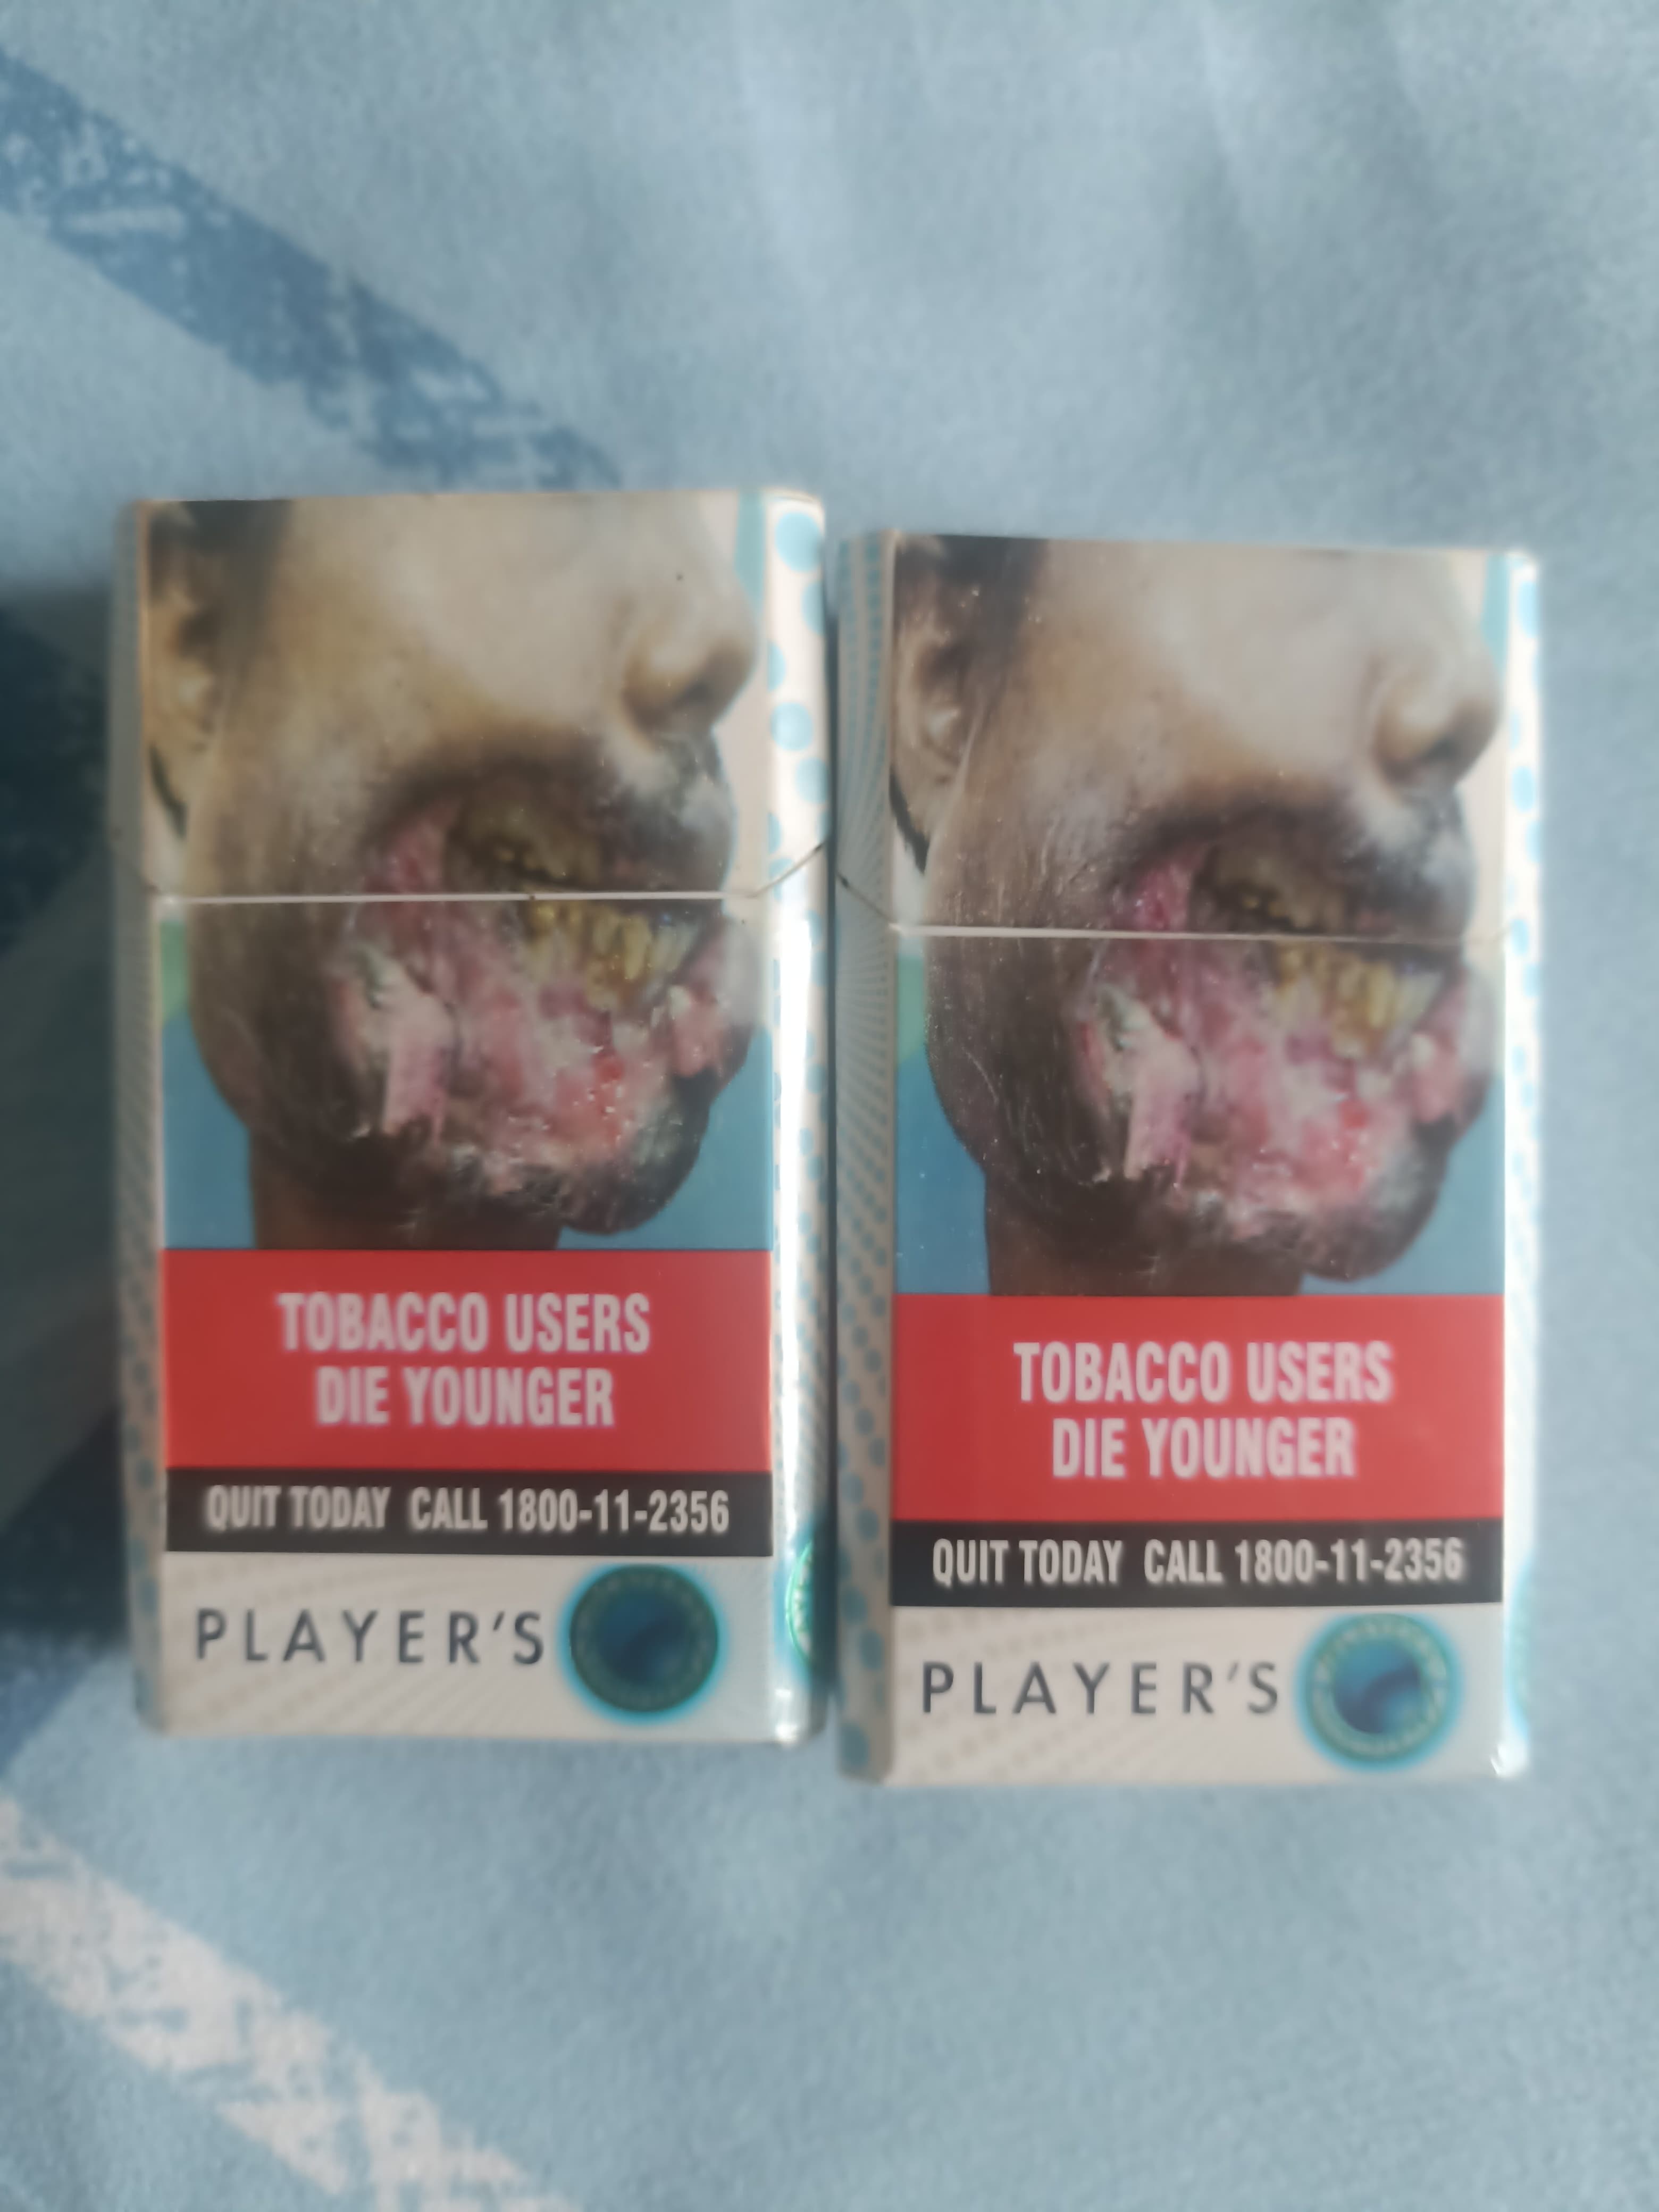 TOBACCO USERS
DIE YOUNGER
QUIT TODAY CALL 1800-11-2356
PLAYER'S
TOBACCO USERS
DIE YOUNGER
QUIT TODAY CALL 1800-11-2356
PLAYER'S